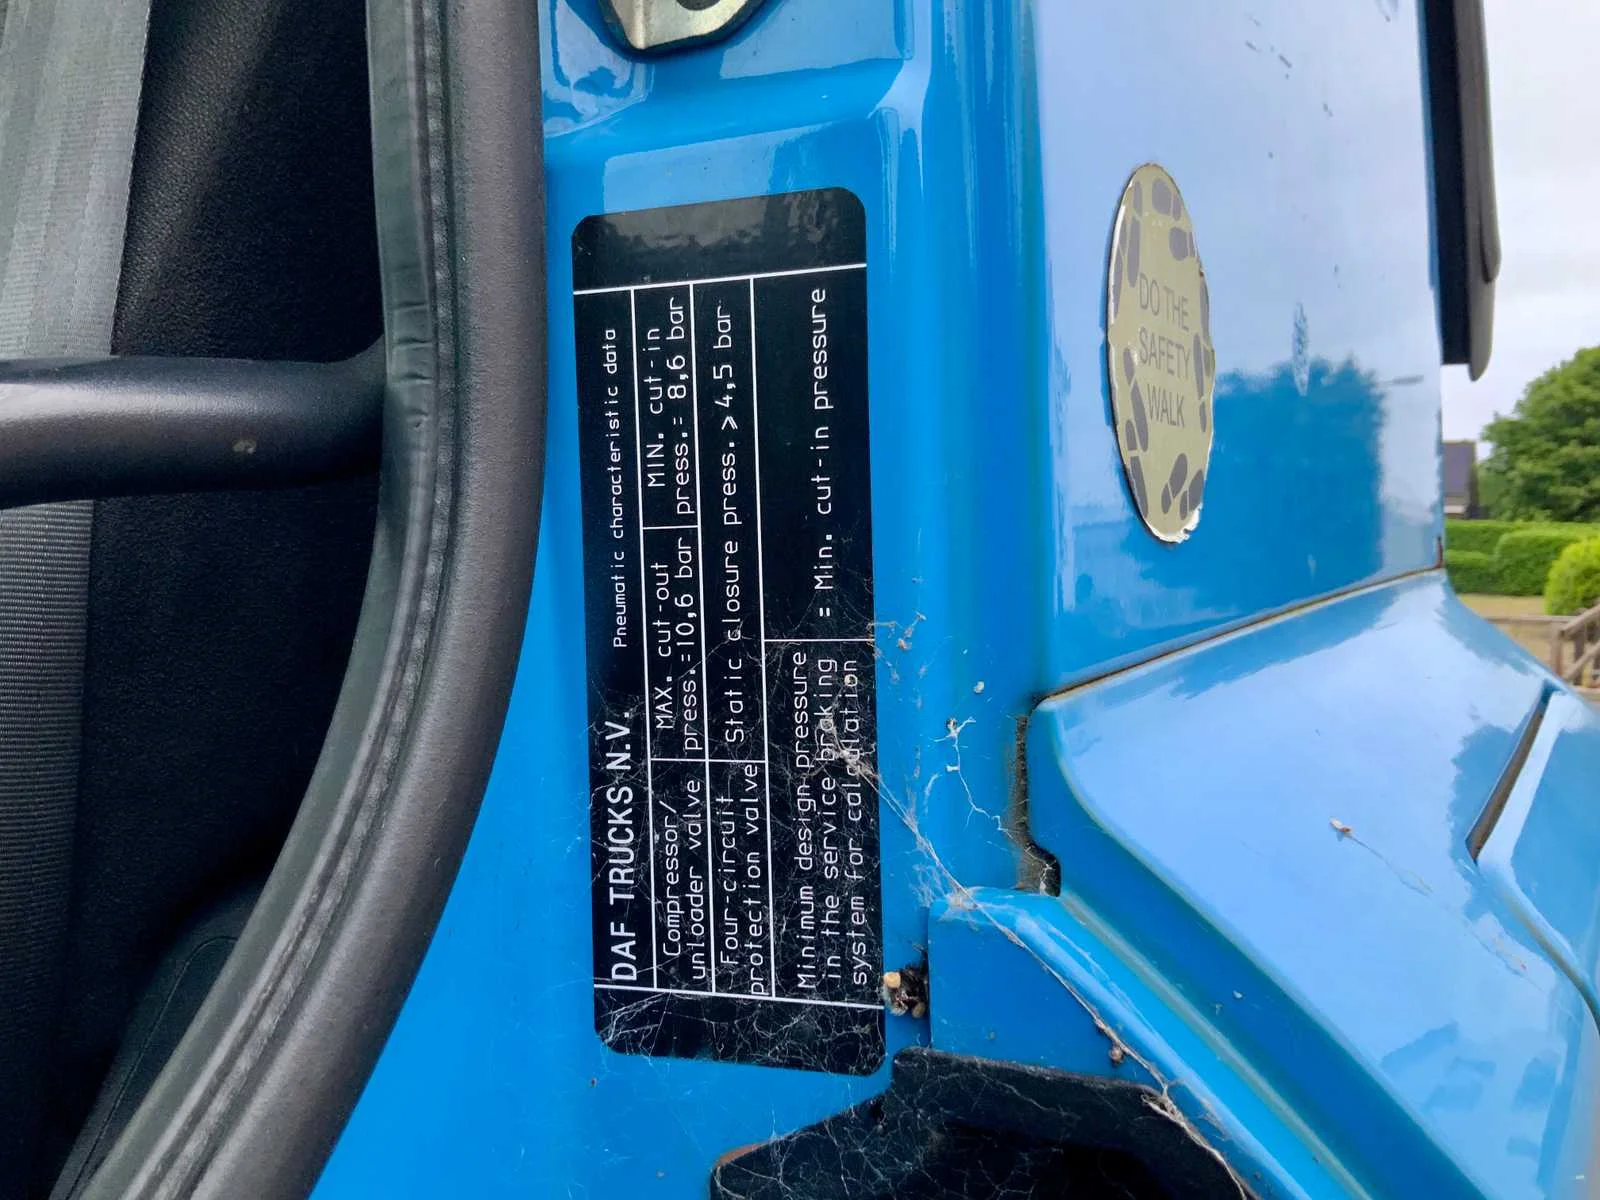 DAF TRUCKS N.V. Pneumatic characteristic data
Compressor/
unloader valve
MAX. cut-out
press.=10,6 bar
MIN. cut-in
press.= 8,6 bar
Four-circuit
protection valve
Static closure press. > 4,5 bar
Minimum design pressure
in the service braking
system for calculation
= Min. cut-in pressure
DO THE
SAFETY
WALK